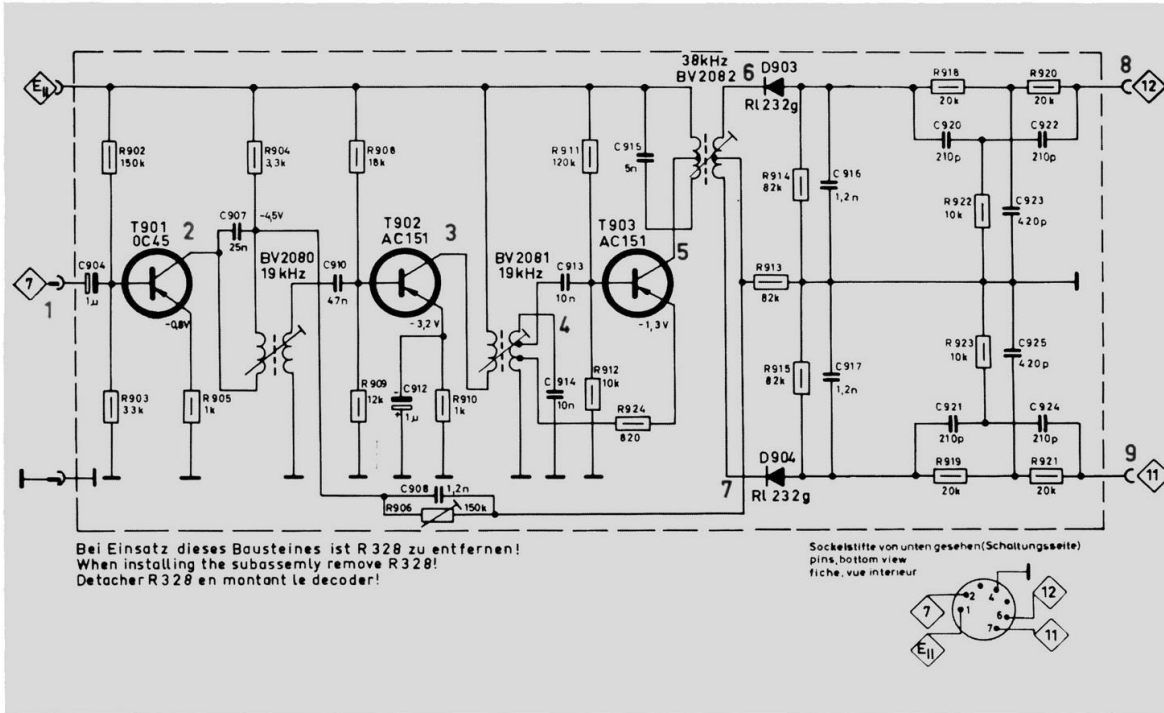 38kHz
BV2082
6
D903
Rl 232g
8
12
E II
R902
150k
R904
3,3k
R908
18k
R911
120k
C915
5n
R918
20k
R920
20k
C920
210p
C922
210p
R914
82k
C916
1,2n
R922
10k
C923
420p
T901
OC45
2
C907
25n
-4,5V
T902
AC151
3
T903
AC151
5
BV2080
19kHz
C910
47n
BV2081
19kHz
C913
10n
7
C904
1µ
1
-0,8V
-3,2V
4
-1,3V
R913
82k
R903
33k
R905
1k
R909
12k
C912
-
+
1µ
R910
1k
C914
10n
R912
10k
R924
820
R915
82k
C917
1,2n
R923
10k
C925
420p
C921
210p
C924
210p
D904
7
Rl 232g
R919
20k
R921
20k
9
11
C908
1,2n
R906
150k
Bei Einsatz dieses Bausteines ist R 328 zu entfernen!
When installing the subassemly remove R328!
Detacher R 328 en montant le decoder!
Sockelstifte von unten gesehen(Schaltungsseite)
pins, bottom view
fiche, vue interieur
7
2
4
12
1
6
7
11
E II